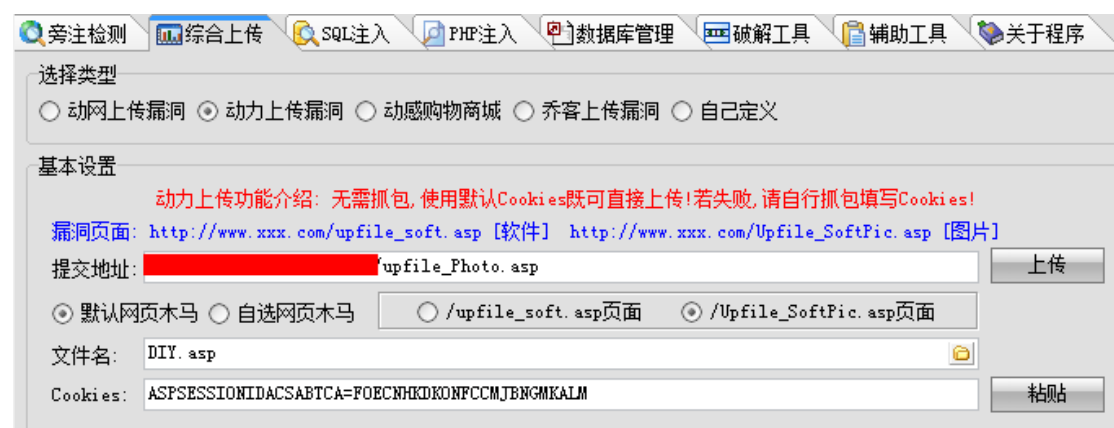 旁注检测 综合上传 SQL注入 PHP注入 数据库管理 破解工具 辅助工具 关于程序
选择类型
动网上传漏洞 动力上传漏洞 动感购物商城 乔客上传漏洞 自己定义
基本设置
动力上传功能介绍: 无需抓包,使用默认Cookies既可直接上传!若失败,请自行抓包填写Cookies!
漏洞页面: http://www.xxx.com/upfile_soft.asp [软件] http://www.xxx.com/Upfile_SoftPic.asp [图片]
提交地址: /upfile_Photo.asp 上传
默认网页木马 自选网页木马 /upfile_soft.asp页面 /Upfile_SoftPic.asp页面
文件名: DIY.asp
Cookies: ASPSESSIONIDACSABTCA=FOECNHKDKONFCCMJBNGMKALM 粘贴